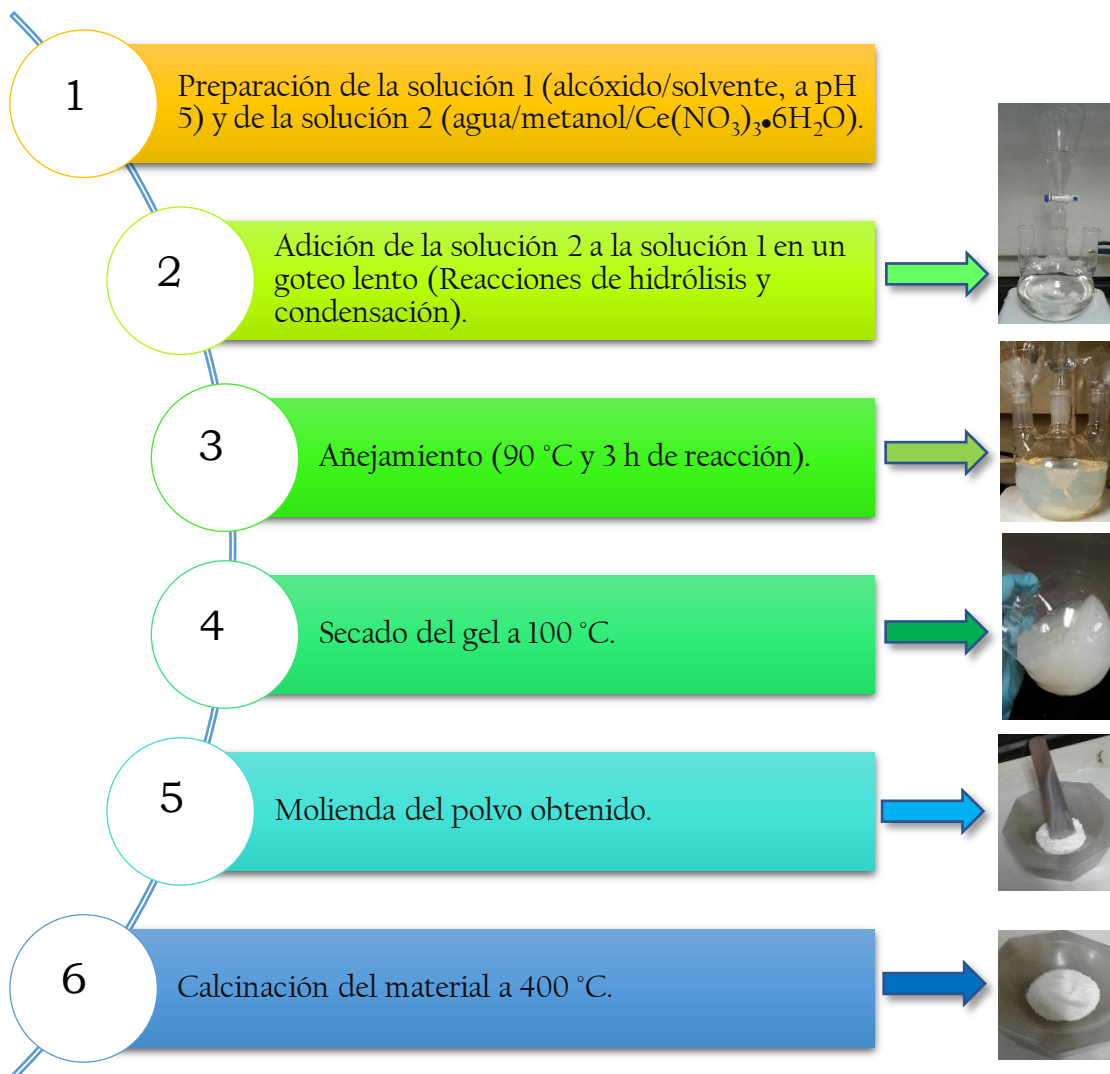 1
Preparación de la solución 1 (alcóxido/solvente, a pH
5) y de la solución 2 (agua/metanol/Ce(NO₃)₃•6H₂O).
2
Adición de la solución 2 a la solución 1 en un
goteo lento (Reacciones de hidrólisis y
condensación).
3
Añejamiento (90 °C y 3 h de reacción).
4
Secado del gel a 100 °C.
5
Molienda del polvo obtenido.
6
Calcinación del material a 400 °C.